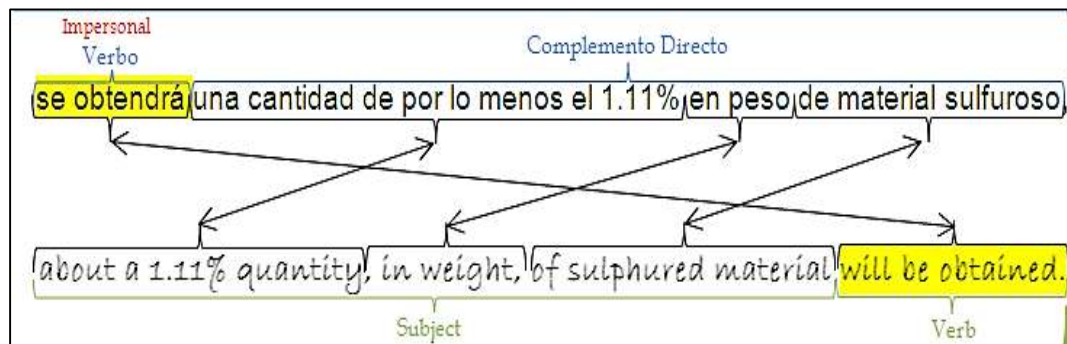 Impersonal
Verbo
Complemento Directo
se obtendrá una cantidad de por lo menos el 1.11% en peso de material sulfuroso
about a 1.11% quantity, in weight, of sulphured material will be obtained.
Subject Verb